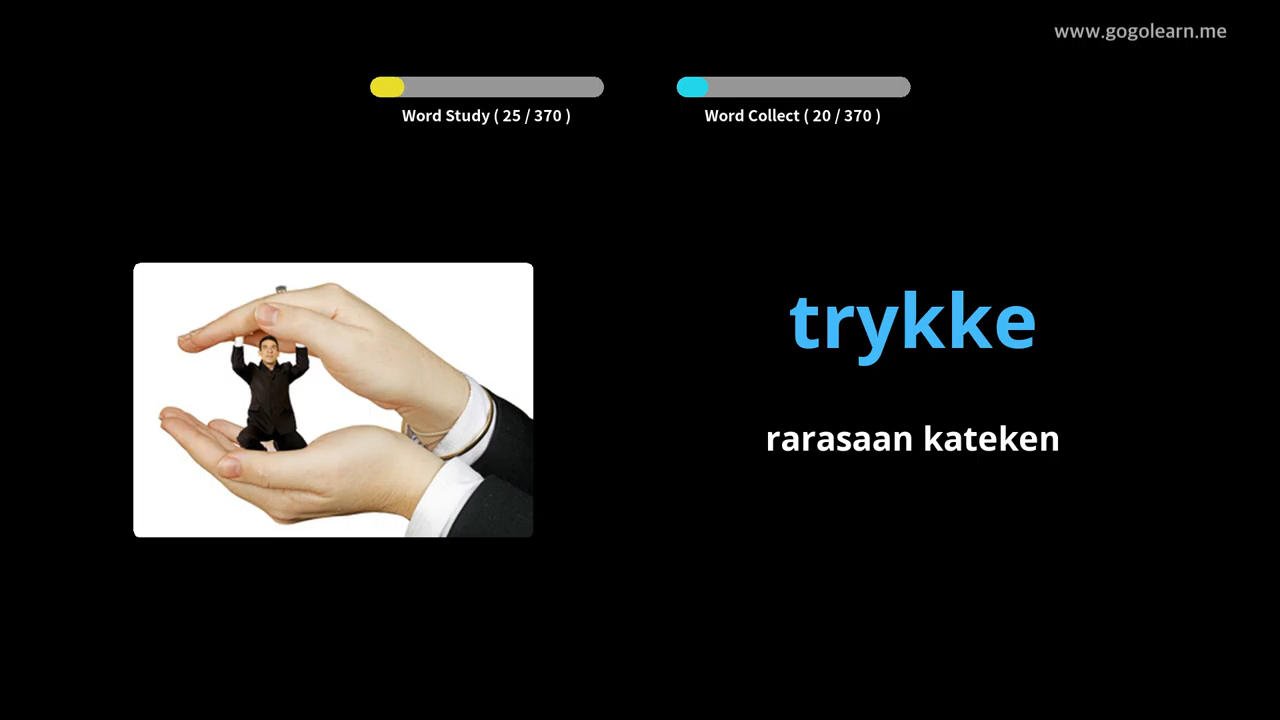 www.gogolearn.me
Word Study ( 25 / 370 )
Word Collect ( 20 / 370 )
trykke
rarasaan kateken